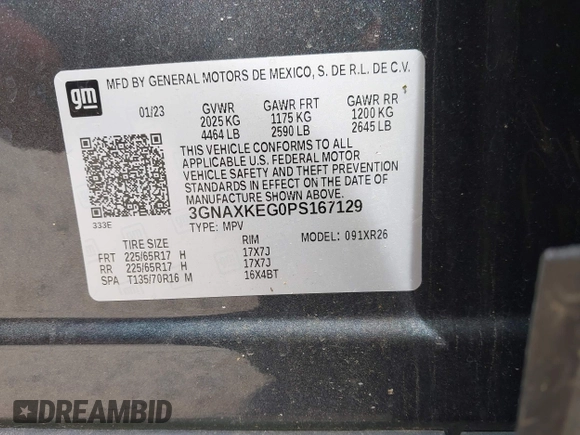 gm
MFD BY GENERAL MOTORS DE MEXICO, S. DE R.L. DE C.V.
01/23 GVWR GAWR FRT GAWR RR
2025 KG 1175 KG 1200 KG
4464 LB 2590 LB 2645 LB
THIS VEHICLE CONFORMS TO ALL
APPLICABLE U.S. FEDERAL MOTOR
VEHICLE SAFETY AND THEFT PREVENTION
STANDARDS IN EFFECT ON THE DATE OF
MANUFACTURE SHOWN ABOVE.
333E 3GNAXKEG0PS167129
TYPE: MPV MODEL: 091XR26
TIRE SIZE RIM
FRT 225/65R17 H 17X7J
RR 225/65R17 H 17X7J
SPA T135/70R16 M 16X4BT
DREAMBID